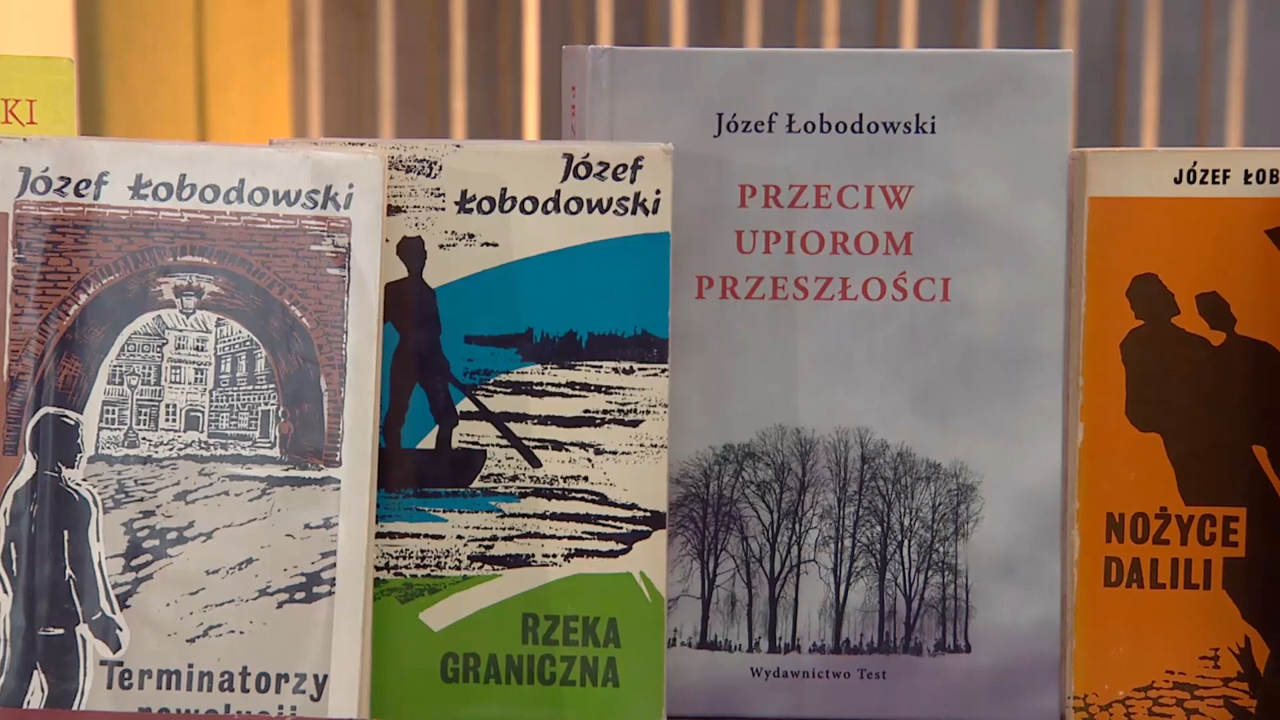 KI
Józef Łobodowski
Terminatorzy
rewolucji
Józef
Łobodowski
RZEKA
GRANICZNA
Józef Łobodowski
PRZECIW
UPIOROM
PRZESZŁOŚCI
Wydawnictwo Test
JÓZEF ŁOB
NOŻYCE
DALILI